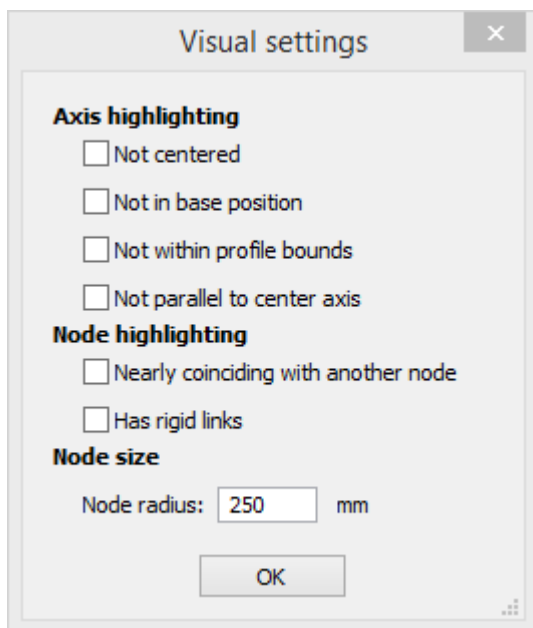 Visual settings
Axis highlighting
Not centered
Not in base position
Not within profile bounds
Not parallel to center axis
Node highlighting
Nearly coinciding with another node
Has rigid links
Node size
Node radius: 250 mm
OK